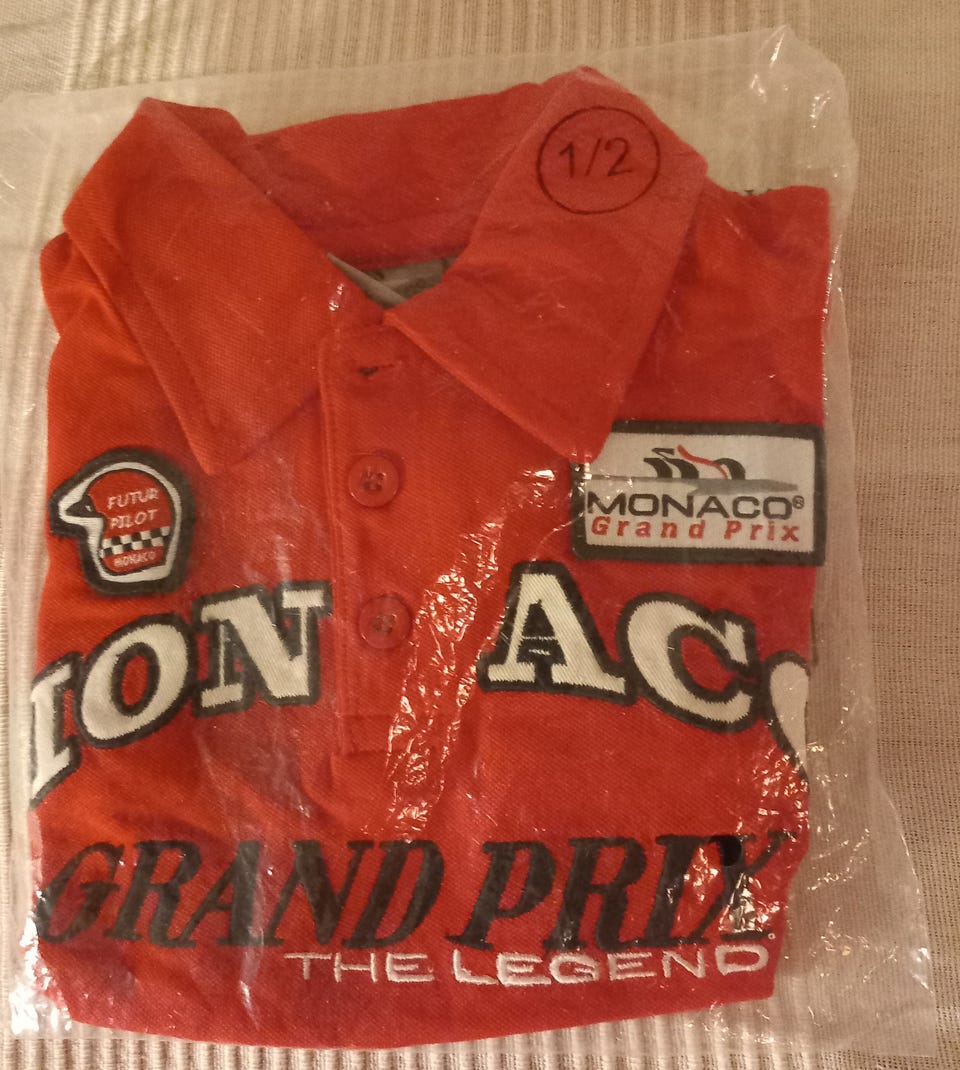 1/2
FUTUR
PILOT
MONACO
MONACO®
Grand Prix
ION ACO
GRAND PRIX
THE LEGEND